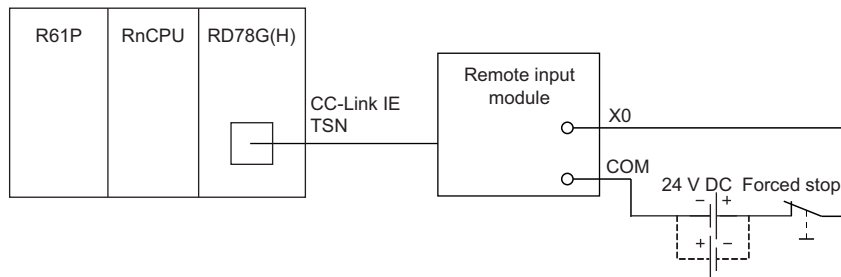 R61P RnCPU RD78G(H)
Remote input
module
CC-Link IE
TSN
X0
COM
24 V DC Forced stop
− +
+ −